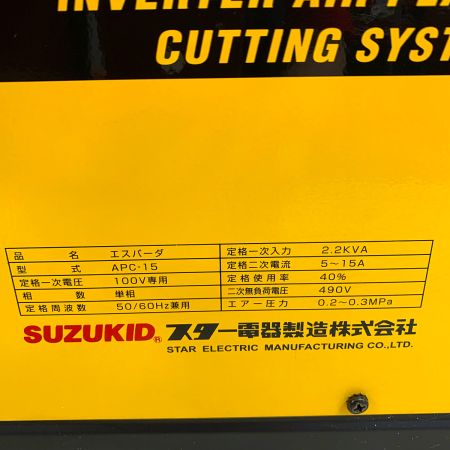 INVERTER AIR PLA
CUTTING SYST
品名 エスパーダ 定格一次入力 2.2KVA
型式 APC-15 定格二次電流 5～15A
定格一次電圧 100V専用 定格使用率 40%
相数 単相 二次無負荷電圧 490V
定格周波数 50/60Hz兼用 エアー圧力 0.2～0.3MPa
SUZUKID® スター電器製造株式会社
STAR ELECTRIC MANUFACTURING CO.,LTD.